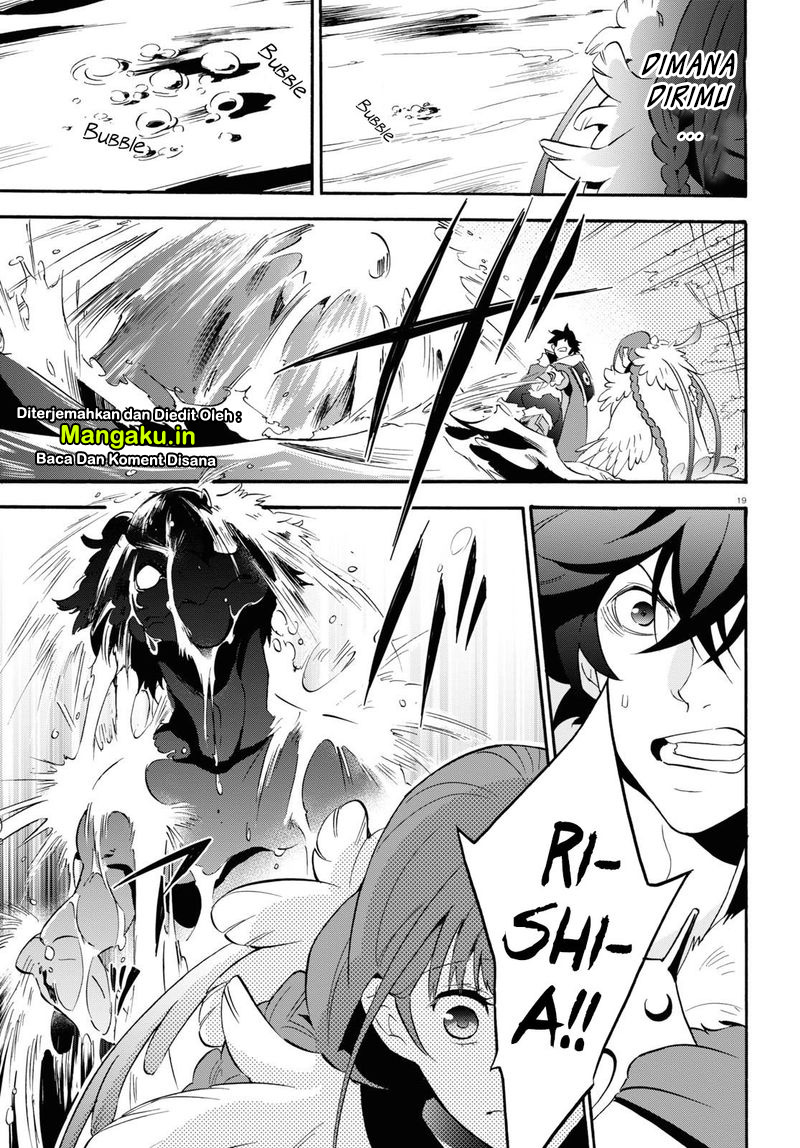 DIMANA
DIRIMU
...
Bubble
Bubble
Bubble
Diterjemahkan dan Diedit Oleh :
Mangaku.in
Baca Dan Koment Disana
19
RI-
SHI-
A!!